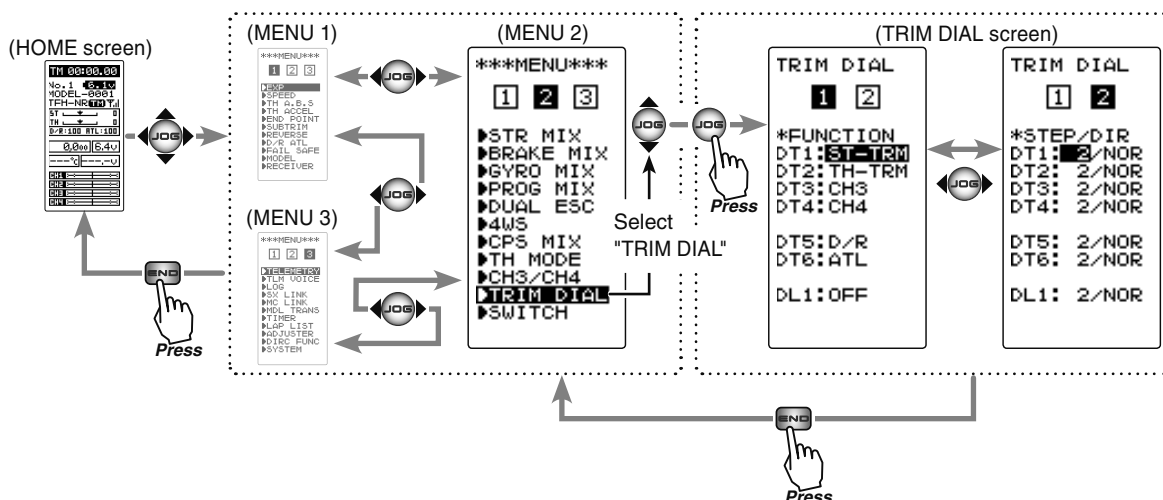 (HOME screen)
TM 00:00.00
No.1 6.1V
MODEL-0001
TFH-NR TM
ST 0
TH 0
D/R:100 ATL:100
6.4v
---°C ---.-v
CH1
CH2
CH3
CH4
JOG
END
Press
(MENU 1)
***MENU***
1 2 3
EXP
SPEED
TH A.B.S
TH ACCEL
END POINT
SUBTRIM
REVERSE
D/R ATL
FAIL SAFE
MODEL
RECEIVER
JOG
JOG
(MENU 3)
***MENU***
1 2 3
TELEMETRY
TLM VOICE
LOG
SX LINK
MC LINK
MDL TRANS
TIMER
LAP LIST
ADJUSTER
DIRC FUNC
SYSTEM
JOG
(MENU 2)
***MENU***
1 2 3
STR MIX
BRAKE MIX
GYRO MIX
PROG MIX
DUAL ESC
4WS
CPS MIX
TH MODE
CH3/CH4
TRIM DIAL
SWITCH
JOG
Select
"TRIM DIAL"
JOG
Press
(TRIM DIAL screen)
TRIM DIAL
1 2
*FUNCTION
DT1:ST-TRM
DT2:TH-TRM
DT3:CH3
DT4:CH4
DT5:D/R
DT6:ATL
DL1:OFF
JOG
TRIM DIAL
1 2
*STEP/DIR
DT1: 2/NOR
DT2: 2/NOR
DT3: 2/NOR
DT4: 2/NOR
DT5: 2/NOR
DT6: 2/NOR
DL1: 2/NOR
END
Press